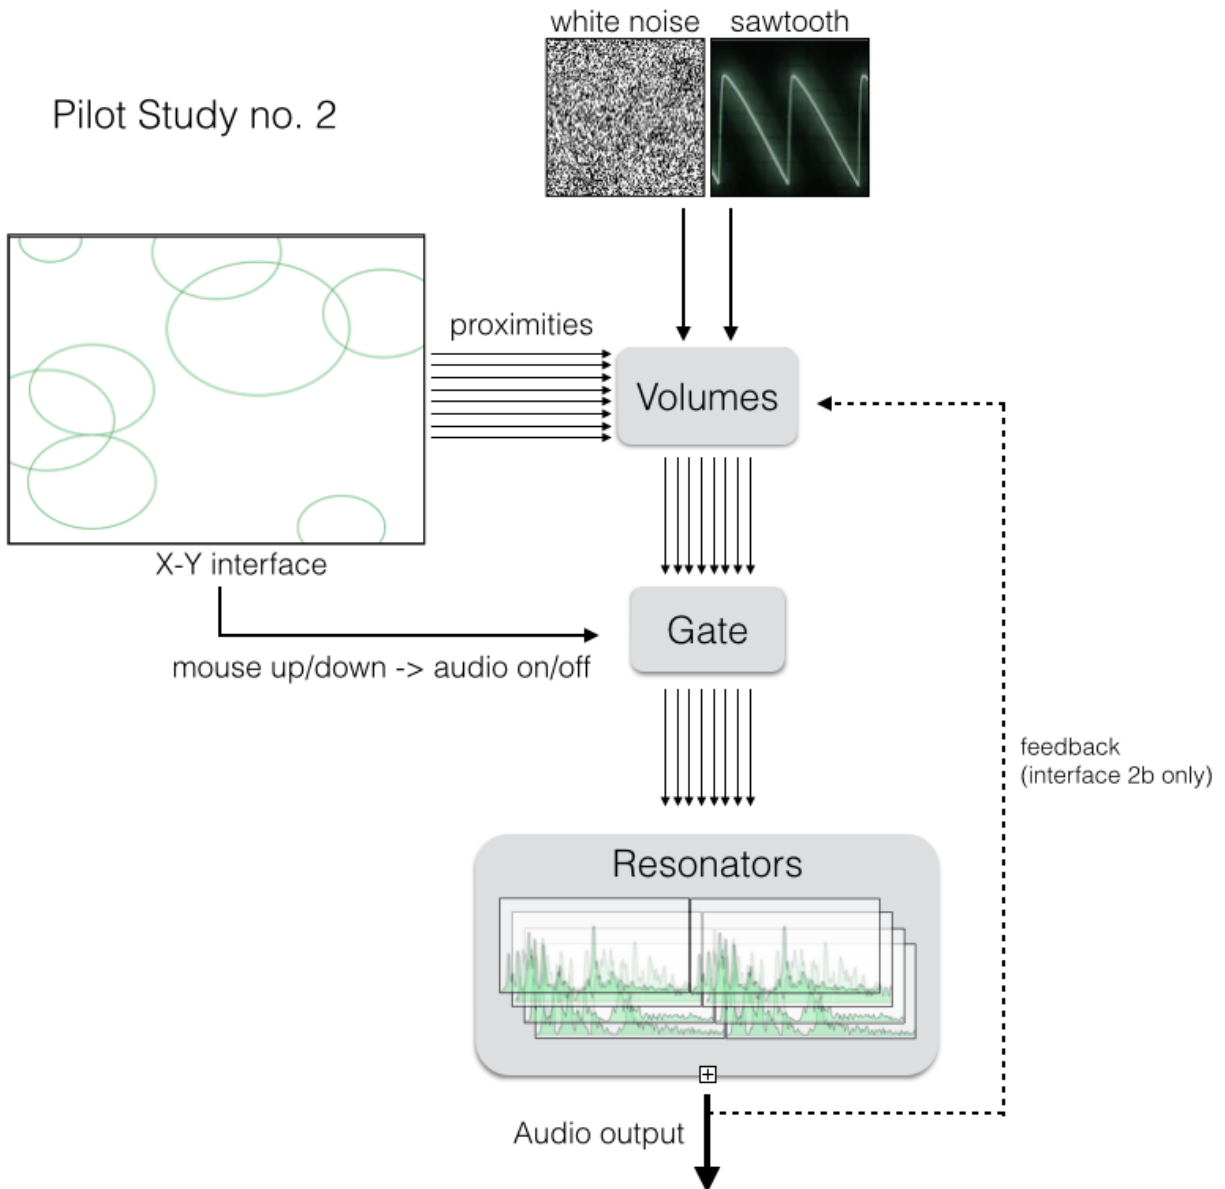 white noise
sawtooth
Pilot Study no. 2
proximities
Volumes
X-Y interface
Gate
mouse up/down -> audio on/off
feedback
(interface 2b only)
Resonators
Audio output